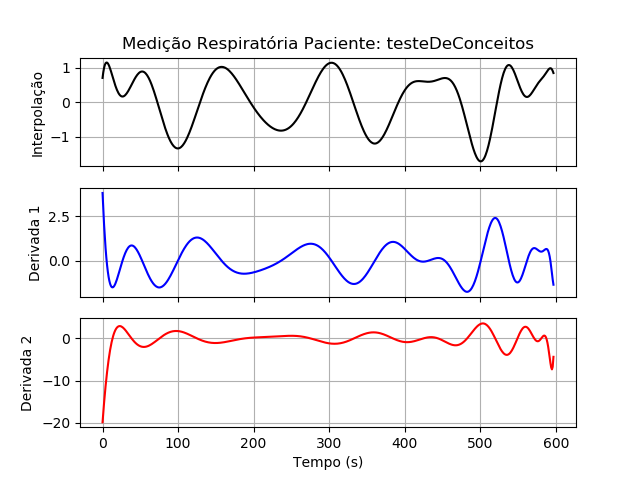 Medição Respiratória Paciente: testeDeConceitos
Interpolação
1
0
−1
Derivada 1
2.5
0.0
Derivada 2
0
−10
−20
0 100 200 300 400 500 600
Tempo (s)